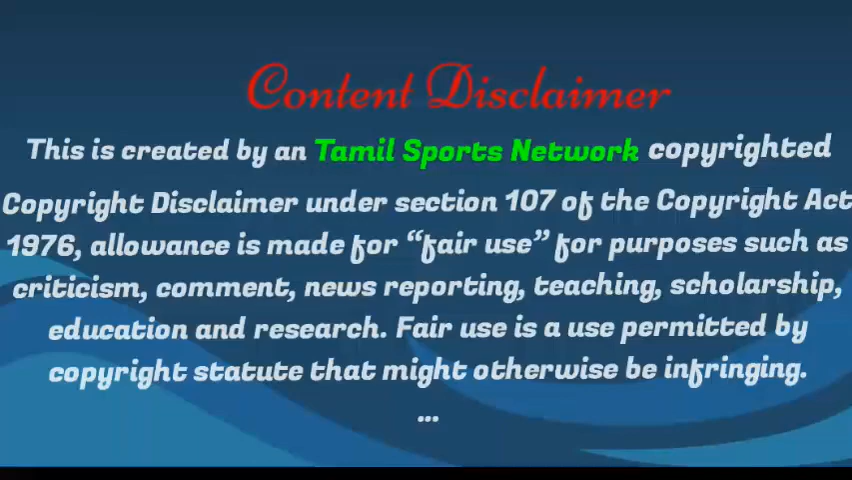 Content Disclaimer
This is created by an Tamil Sports Network copyrighted
Copyright Disclaimer under section 107 of the Copyright Act
1976, allowance is made for “fair use” for purposes such as
criticism, comment, news reporting, teaching, scholarship,
education and research. Fair use is a use permitted by
copyright statute that might otherwise be infringing.
...